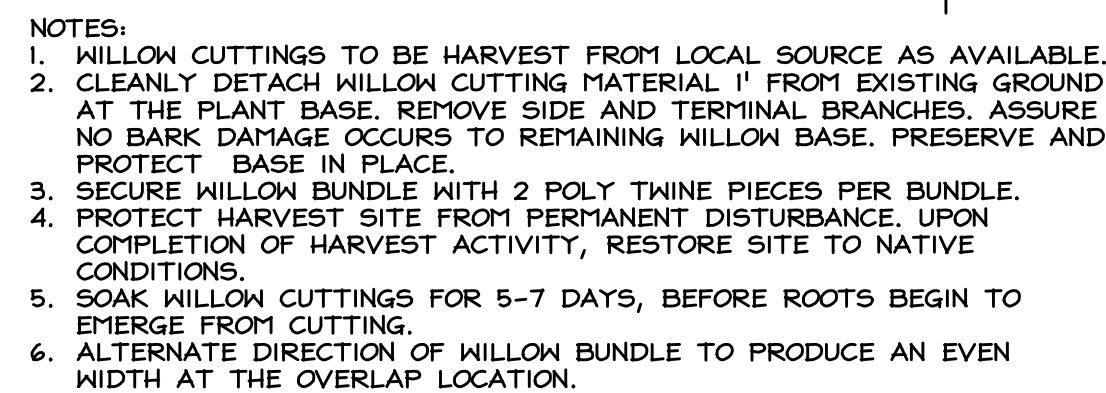 NOTES:
1. WILLOW CUTTINGS TO BE HARVEST FROM LOCAL SOURCE AS AVAILABLE.
2. CLEANLY DETACH WILLOW CUTTING MATERIAL 1' FROM EXISTING GROUND
AT THE PLANT BASE. REMOVE SIDE AND TERMINAL BRANCHES. ASSURE
NO BARK DAMAGE OCCURS TO REMAINING WILLOW BASE. PRESERVE AND
PROTECT BASE IN PLACE.
3. SECURE WILLOW BUNDLE WITH 2 POLY TWINE PIECES PER BUNDLE.
4. PROTECT HARVEST SITE FROM PERMANENT DISTURBANCE. UPON
COMPLETION OF HARVEST ACTIVITY, RESTORE SITE TO NATIVE
CONDITIONS.
5. SOAK WILLOW CUTTINGS FOR 5-7 DAYS, BEFORE ROOTS BEGIN TO
EMERGE FROM CUTTING.
6. ALTERNATE DIRECTION OF WILLOW BUNDLE TO PRODUCE AN EVEN
WIDTH AT THE OVERLAP LOCATION.